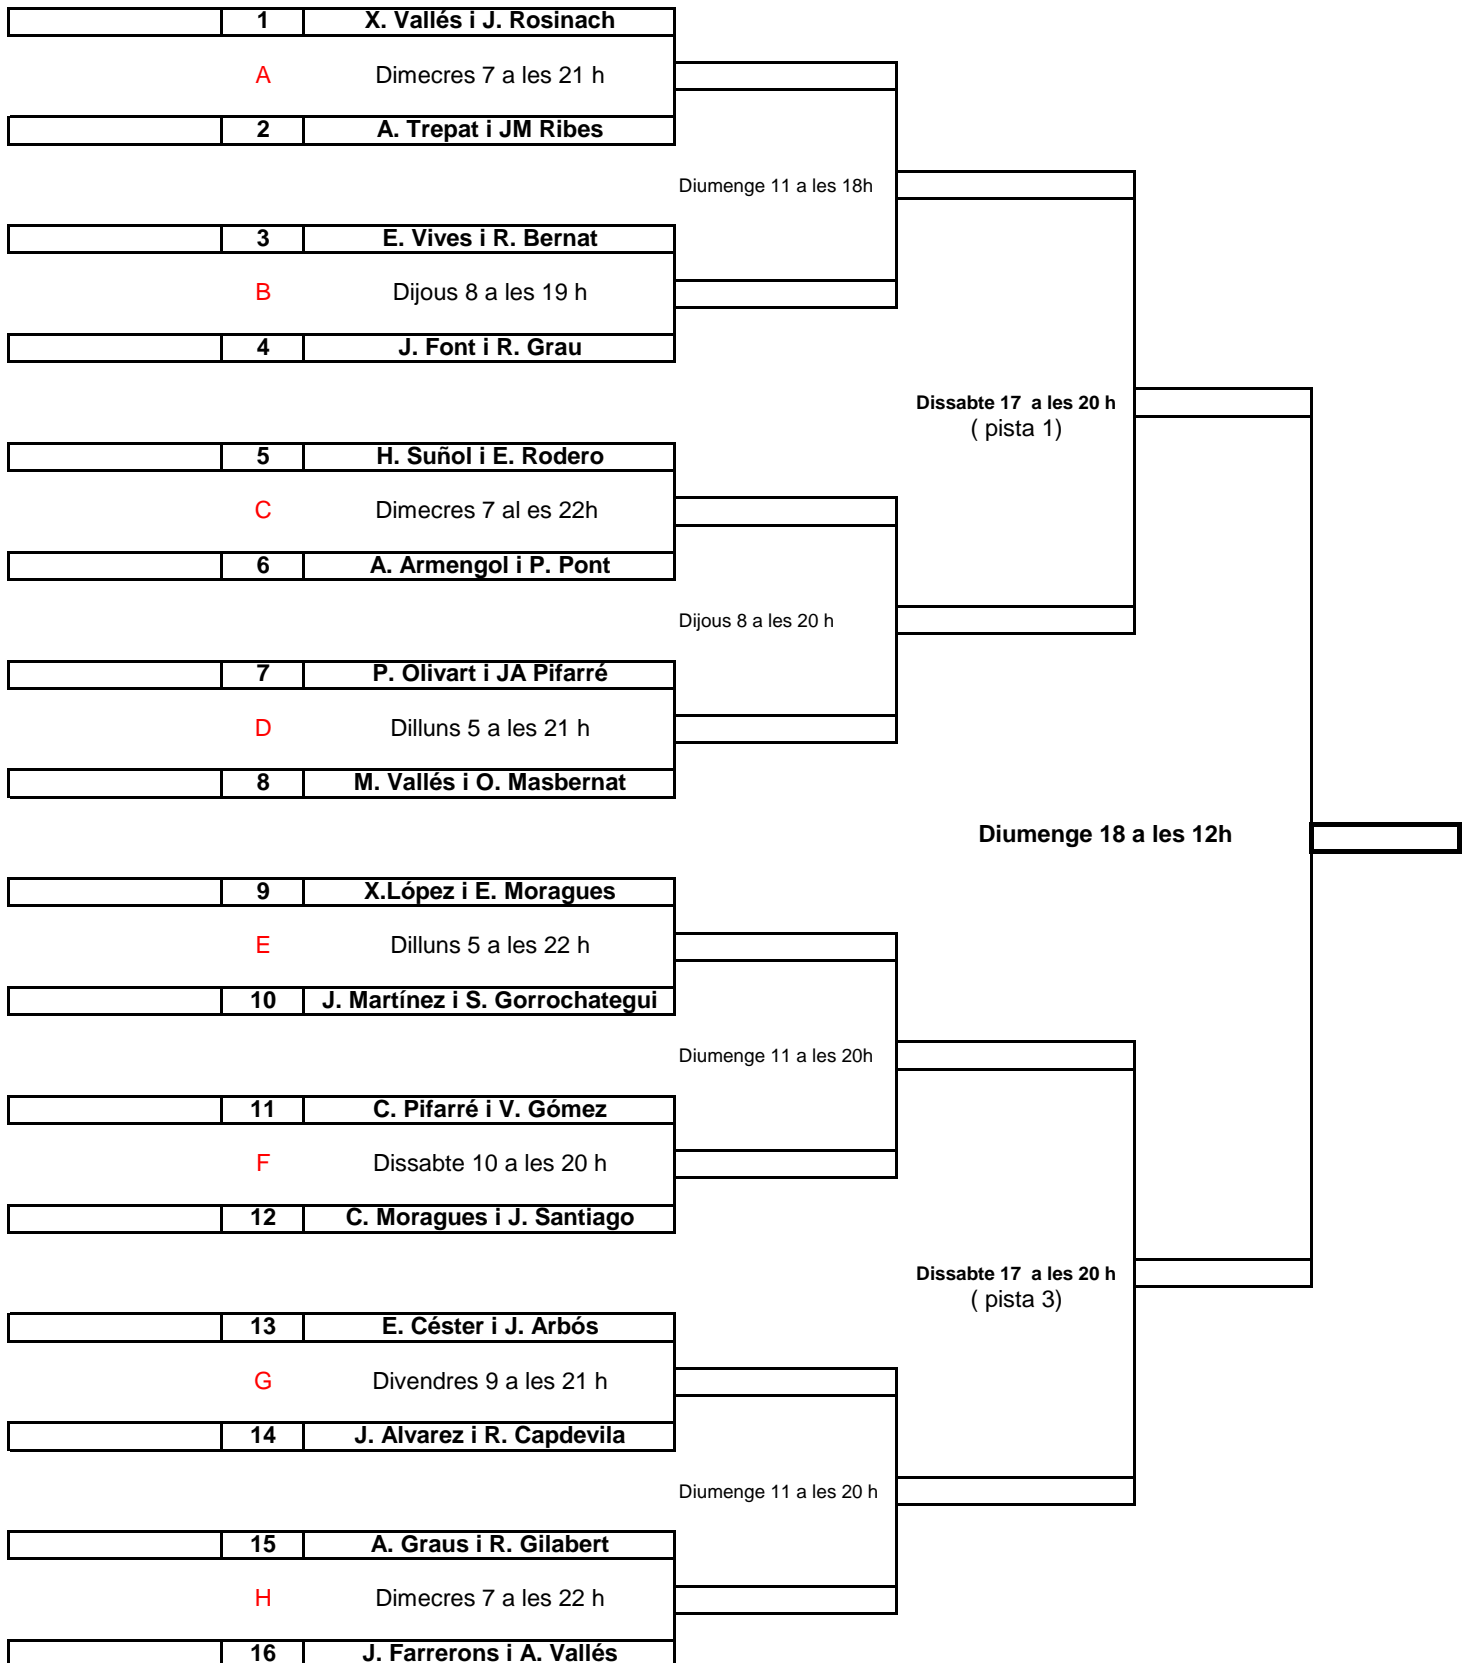 1 X. Vallés i J. Rosinach
A Dimecres 7 a les 21 h
2 A. Trepat i JM Ribes
Diumenge 11 a les 18h
3 E. Vives i R. Bernat
B Dijous 8 a les 19 h
4 J. Font i R. Grau
Dissabte 17 a les 20 h
( pista 1)
5 H. Suñol i E. Rodero
C Dimecres 7 al es 22h
6 A. Armengol i P. Pont
Dijous 8 a les 20 h
7 P. Olivart i JA Pifarré
D Dilluns 5 a les 21 h
8 M. Vallés i O. Masbernat
Diumenge 18 a les 12h
9 X.López i E. Moragues
E Dilluns 5 a les 22 h
10 J. Martínez i S. Gorrochategui
Diumenge 11 a les 20h
11 C. Pifarré i V. Gómez
F Dissabte 10 a les 20 h
12 C. Moragues i J. Santiago
Dissabte 17 a les 20 h
( pista 3)
13 E. Céster i J. Arbós
G Divendres 9 a les 21 h
14 J. Alvarez i R. Capdevila
Diumenge 11 a les 20 h
15 A. Graus i R. Gilabert
H Dimecres 7 a les 22 h
16 J. Farrerons i A. Vallés